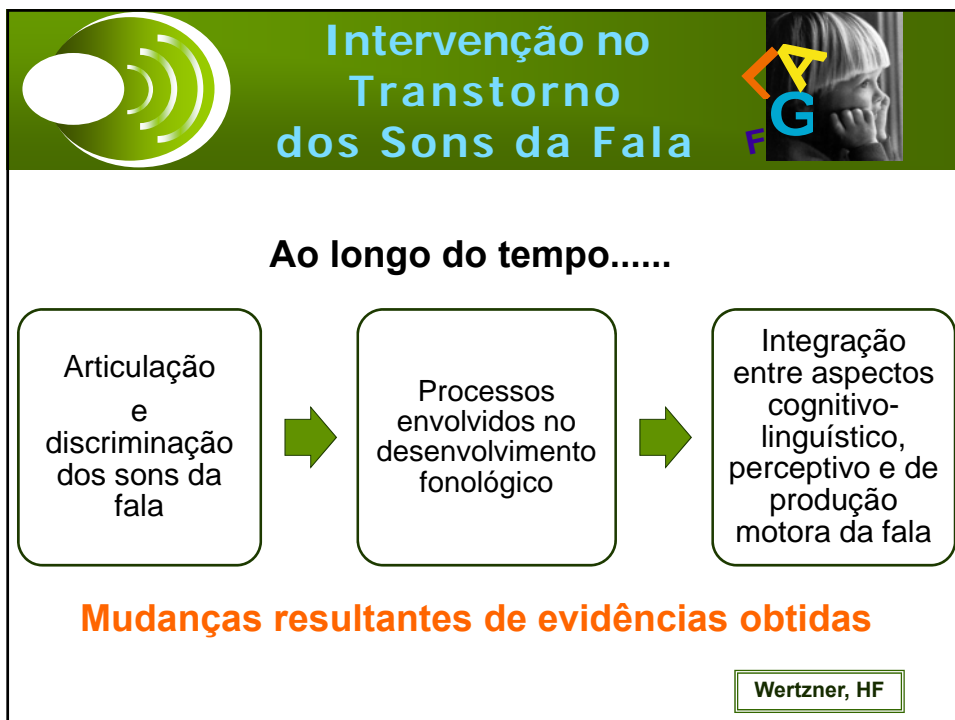 Intervenção no
Transtorno
dos Sons da Fala
L
A
G
F
Ao longo do tempo......
Articulação
e
discriminação
dos sons da
fala
Processos
envolvidos no
desenvolvimento
fonológico
Integração
entre aspectos
cognitivo-
linguístico,
perceptivo e de
produção
motora da fala
Mudanças resultantes de evidências obtidas
Wertzner, HF